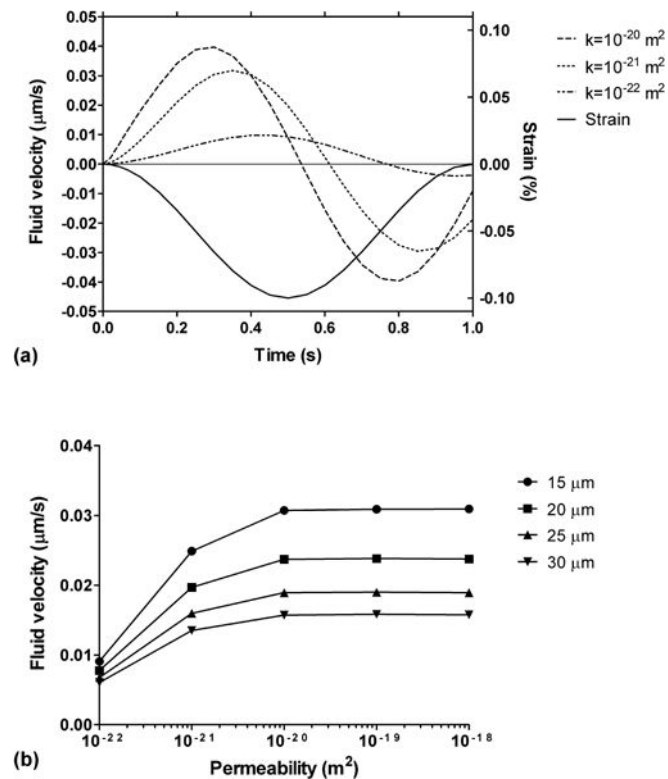 0.05
0.04
0.03
0.02
0.01
0.00
-0.01
-0.02
-0.03
-0.04
-0.05
Fluid velocity (μm/s)
0.10
0.05
0.00
-0.05
-0.10
Strain (%)
0.0 0.2 0.4 0.6 0.8 1.0
Time (s)
k=10⁻²⁰ m²
k=10⁻²¹ m²
k=10⁻²² m²
Strain
(a)
0.04
0.03
0.02
0.01
0.00
Fluid velocity (μm/s)
10⁻²² 10⁻²¹ 10⁻²⁰ 10⁻¹⁹ 10⁻¹⁸
Permeability (m²)
15 μm
20 μm
25 μm
30 μm
(b)